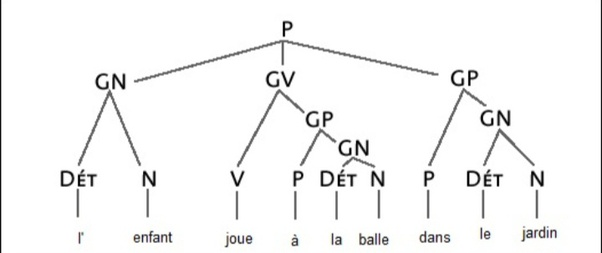 P
GN GV GP
GP GN
GN
DÉT N V P DÉT N P DÉT N
l' enfant joue à la balle dans le jardin